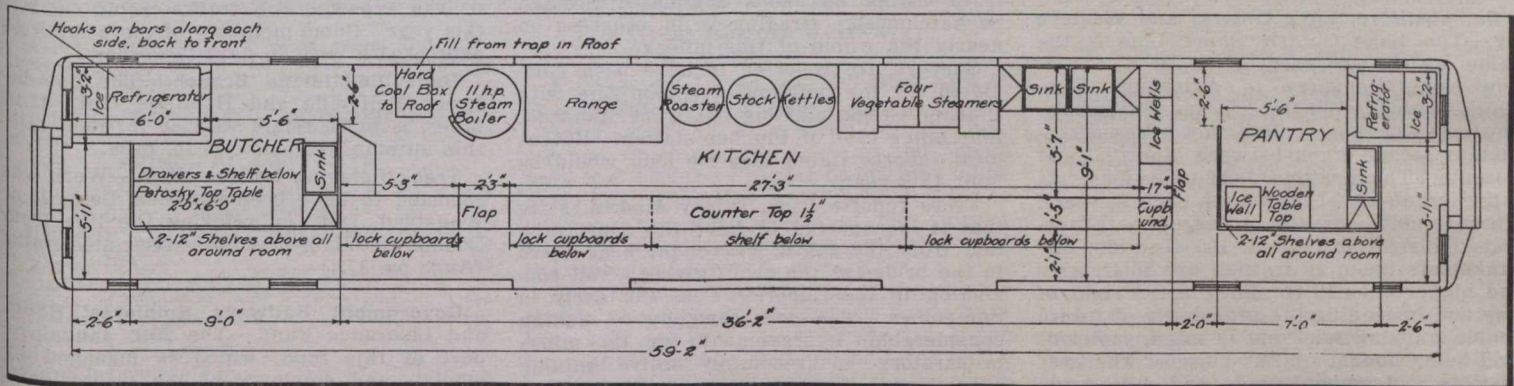 Hooks on bars along each
side, back to front
Fill from trap in Roof
3'-2"
Ice
Refrigerator
6'-0"
5'-6"
2'-6"
Hard
Coal Box
to Roof
11 h.p.
Steam
Boiler
Range
Steam
Roaster
Stock
Kettles
Four
Vegetable Steamers
Sink
Sink
Ice Wells
2'-6"
5'-6"
PANTRY
Refrig-
erator
Ice
3'-2"
BUTCHER
Drawers & Shelf below
Petosky Top Table
2'-0"x6'-0"
Sink
5'-11"
2-12" Shelves above all
around room
KITCHEN
5'-3"
2'-3"
27'-3"
5'-7"
9'-1"
17"
Flap
Flap
Counter Top 1½"
1'-5"
Cupb
und
lock cupboards
below
lock cupboards
below
shelf below
lock cupboards below
2'-1"
Ice
Well
Wooden
Table
Top
Sink
5'-11"
2-12" Shelves above
all around room
2'-6"
9'-0"
36'-2"
2'-0"
7'-0"
2'-6"
59'-2"